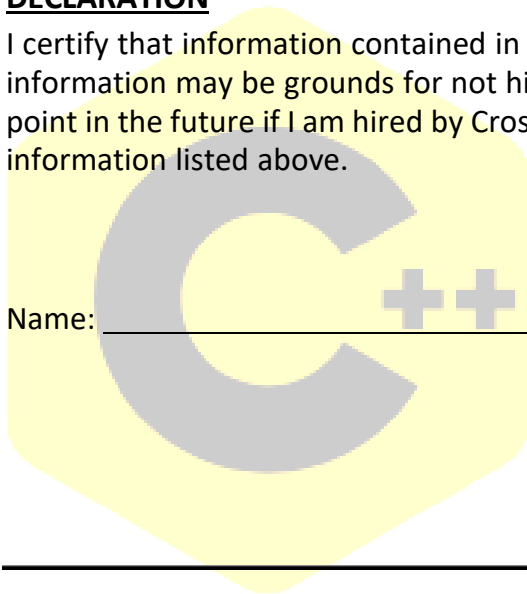 DECLARATION
I certify that information contained in
information may be grounds for not hi
point in the future if I am hired by Cros
information listed above.
Name:
C++